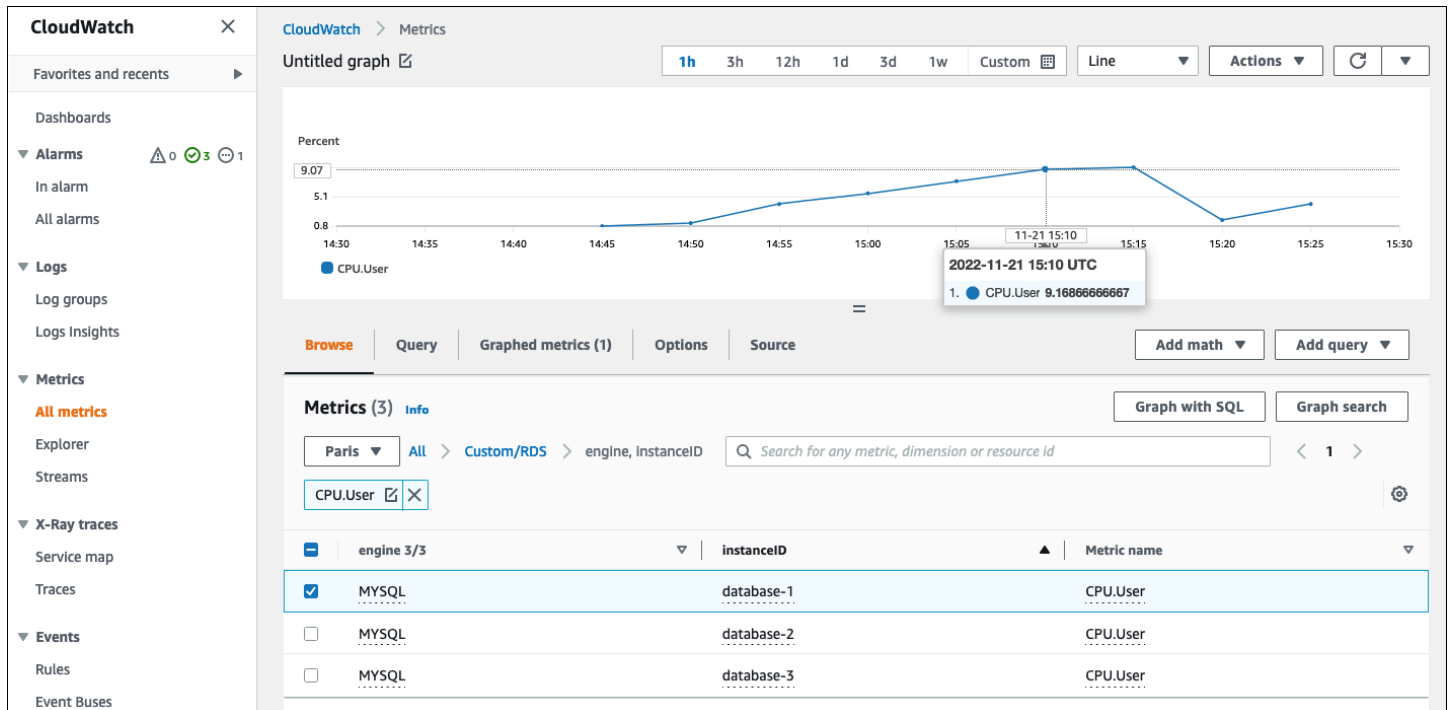 CloudWatch
Favorites and recents
Dashboards
Alarms 0 3 1
In alarm
All alarms
Logs
Log groups
Logs Insights
Metrics
All metrics
Explorer
Streams
X-Ray traces
Service map
Traces
Events
Rules
Event Buses
CloudWatch > Metrics
Untitled graph
1h 3h 12h 1d 3d 1w Custom Line Actions
Percent
9.07
5.1
0.8
14:30 14:35 14:40 14:45 14:50 14:55 15:00 15:05 15:10 15:15 15:20 15:25 15:30
11-21 15:10
CPU.User
2022-11-21 15:10 UTC
1. CPU.User 9.16866666667
Browse Query Graphed metrics (1) Options Source Add math Add query
Metrics (3) Info Graph with SQL Graph search
Paris All > Custom/RDS > engine, instanceID Search for any metric, dimension or resource id < 1 >
CPU.User
engine 3/3 instanceID Metric name
MYSQL database-1 CPU.User
MYSQL database-2 CPU.User
MYSQL database-3 CPU.User